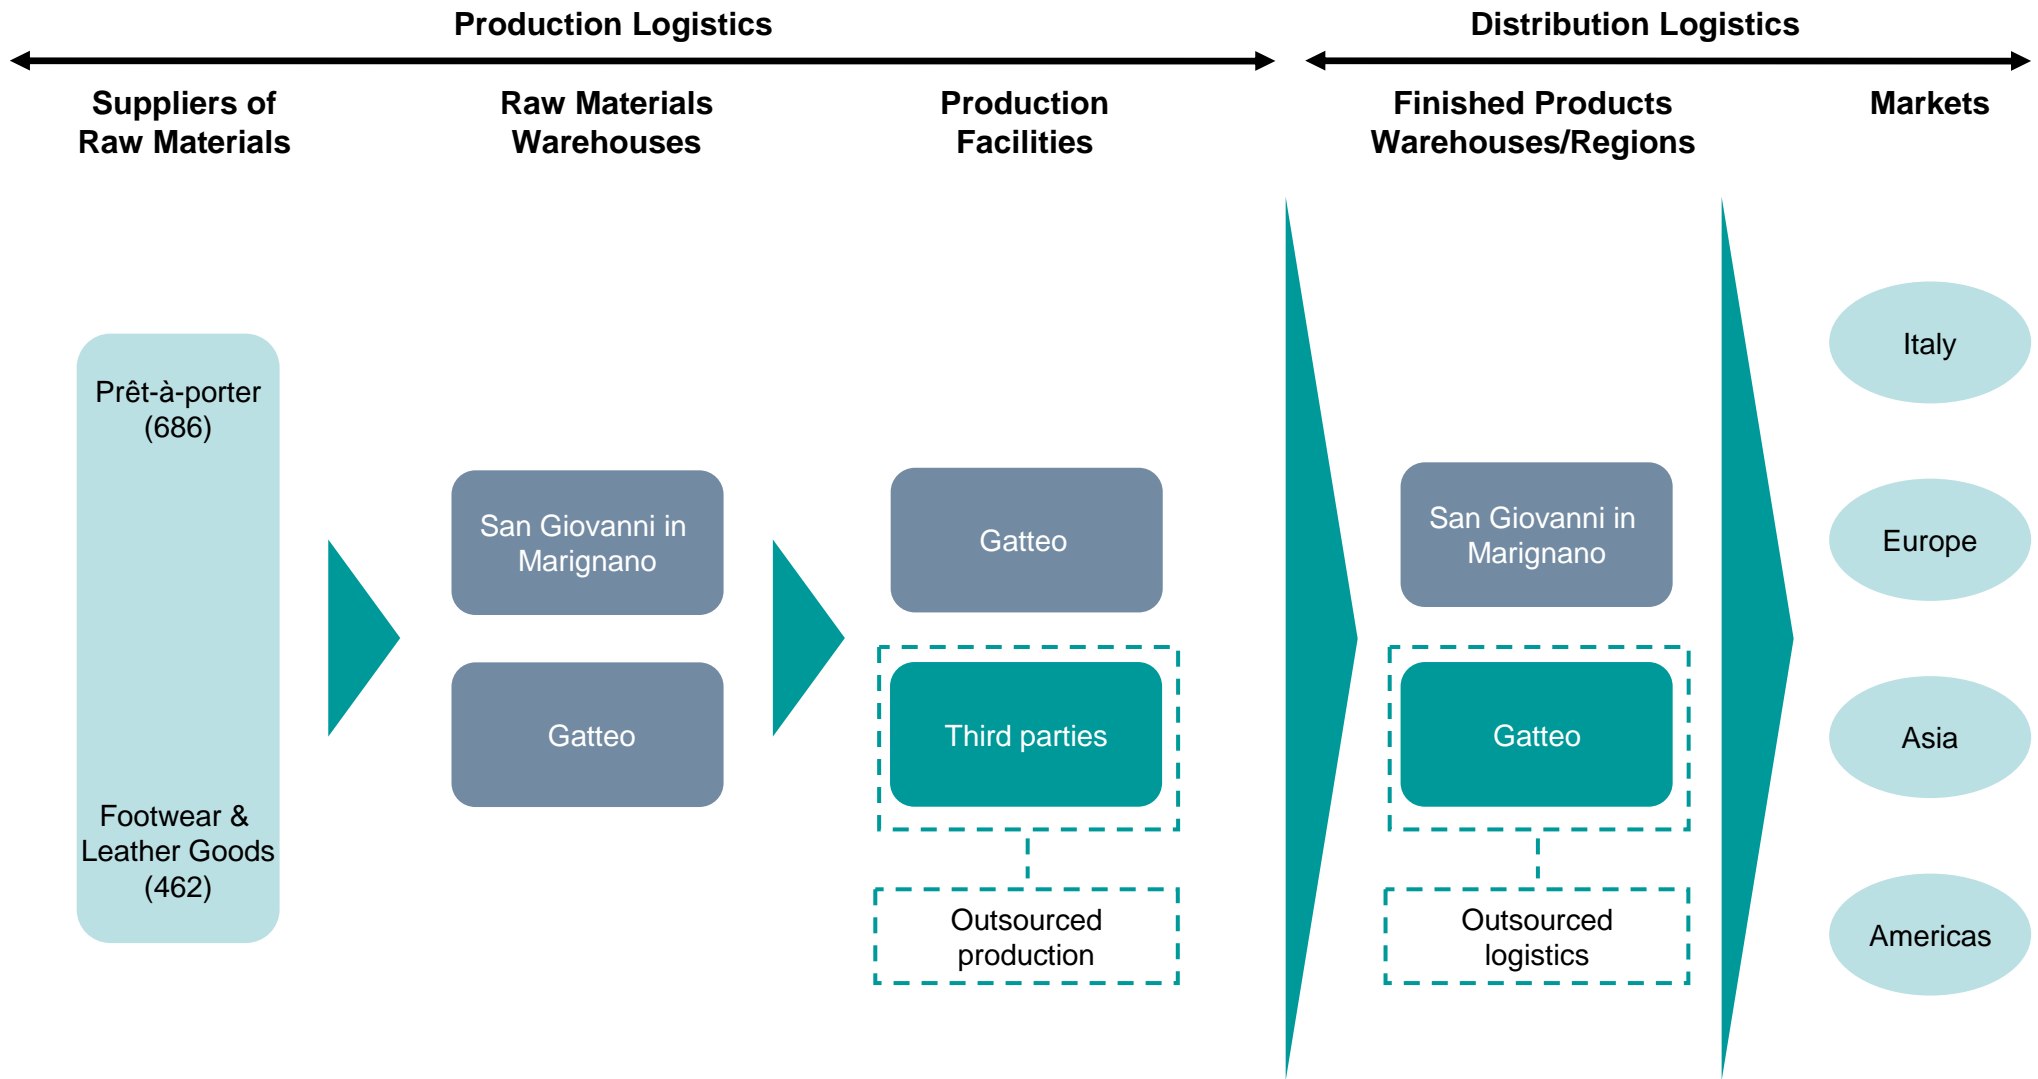 Production Logistics
Distribution Logistics
Suppliers of
Raw Materials
Raw Materials
Warehouses
Production
Facilities
Finished Products
Warehouses/Regions
Markets
Prêt-à-porter
(686)
Footwear &
Leather Goods
(462)
San Giovanni in
Marignano
Gatteo
Gatteo
Third parties
Outsourced
production
San Giovanni in
Marignano
Gatteo
Outsourced
logistics
Italy
Europe
Asia
Americas